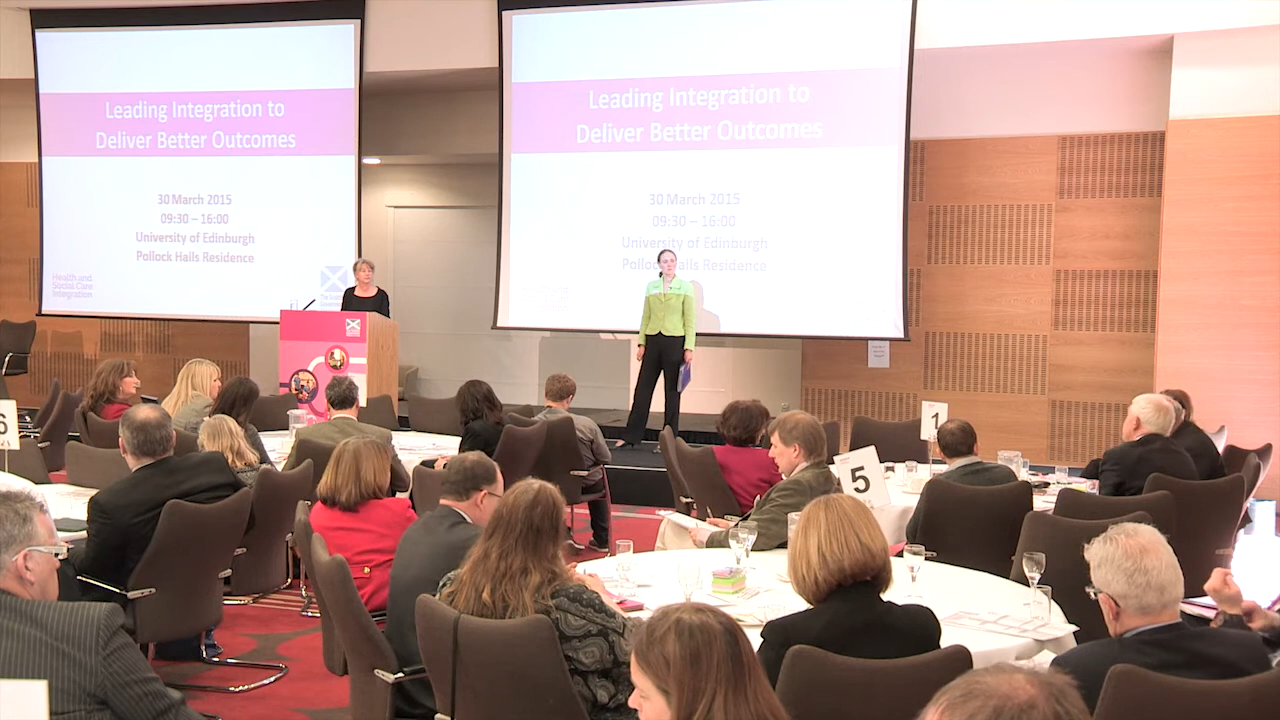 Leading Integration to
Deliver Better Outcomes
30 March 2015
09:30 – 16:00
University of Edinburgh
Pollock Halls Residence
Health and
Social Care
Integration
Leading Integration to
Deliver Better Outcomes
30 March 2015
09:30 – 16:00
University of Edinburgh
Pollock Halls Residence
6
1
5